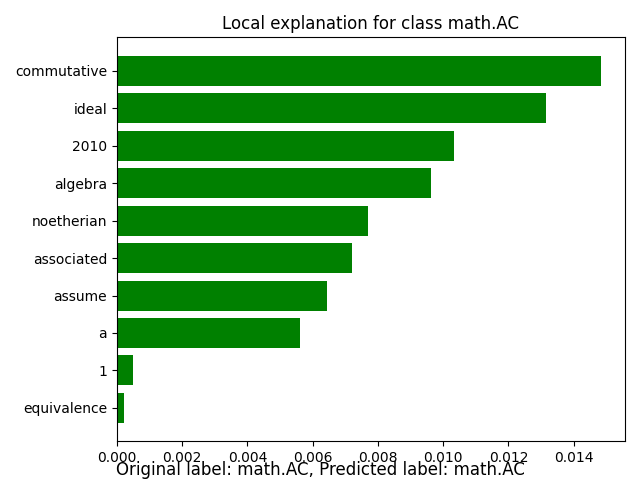 Local explanation for class math.AC
commutative
ideal
2010
algebra
noetherian
associated
assume
a
1
equivalence
0.000 0.002 0.004 0.006 0.008 0.010 0.012 0.014
Original label: math.AC, Predicted label: math.AC